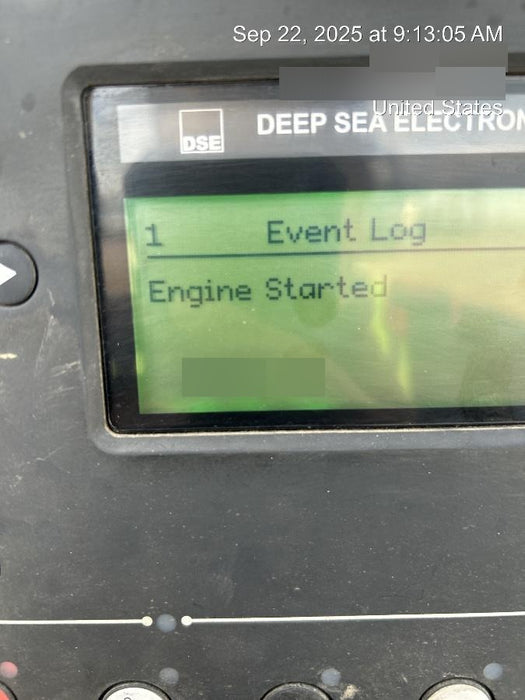 Sep 22, 2025 at 9:13:05 AM
United States
DSE
DEEP SEA ELECTRON
1 Event Log
Engine Started